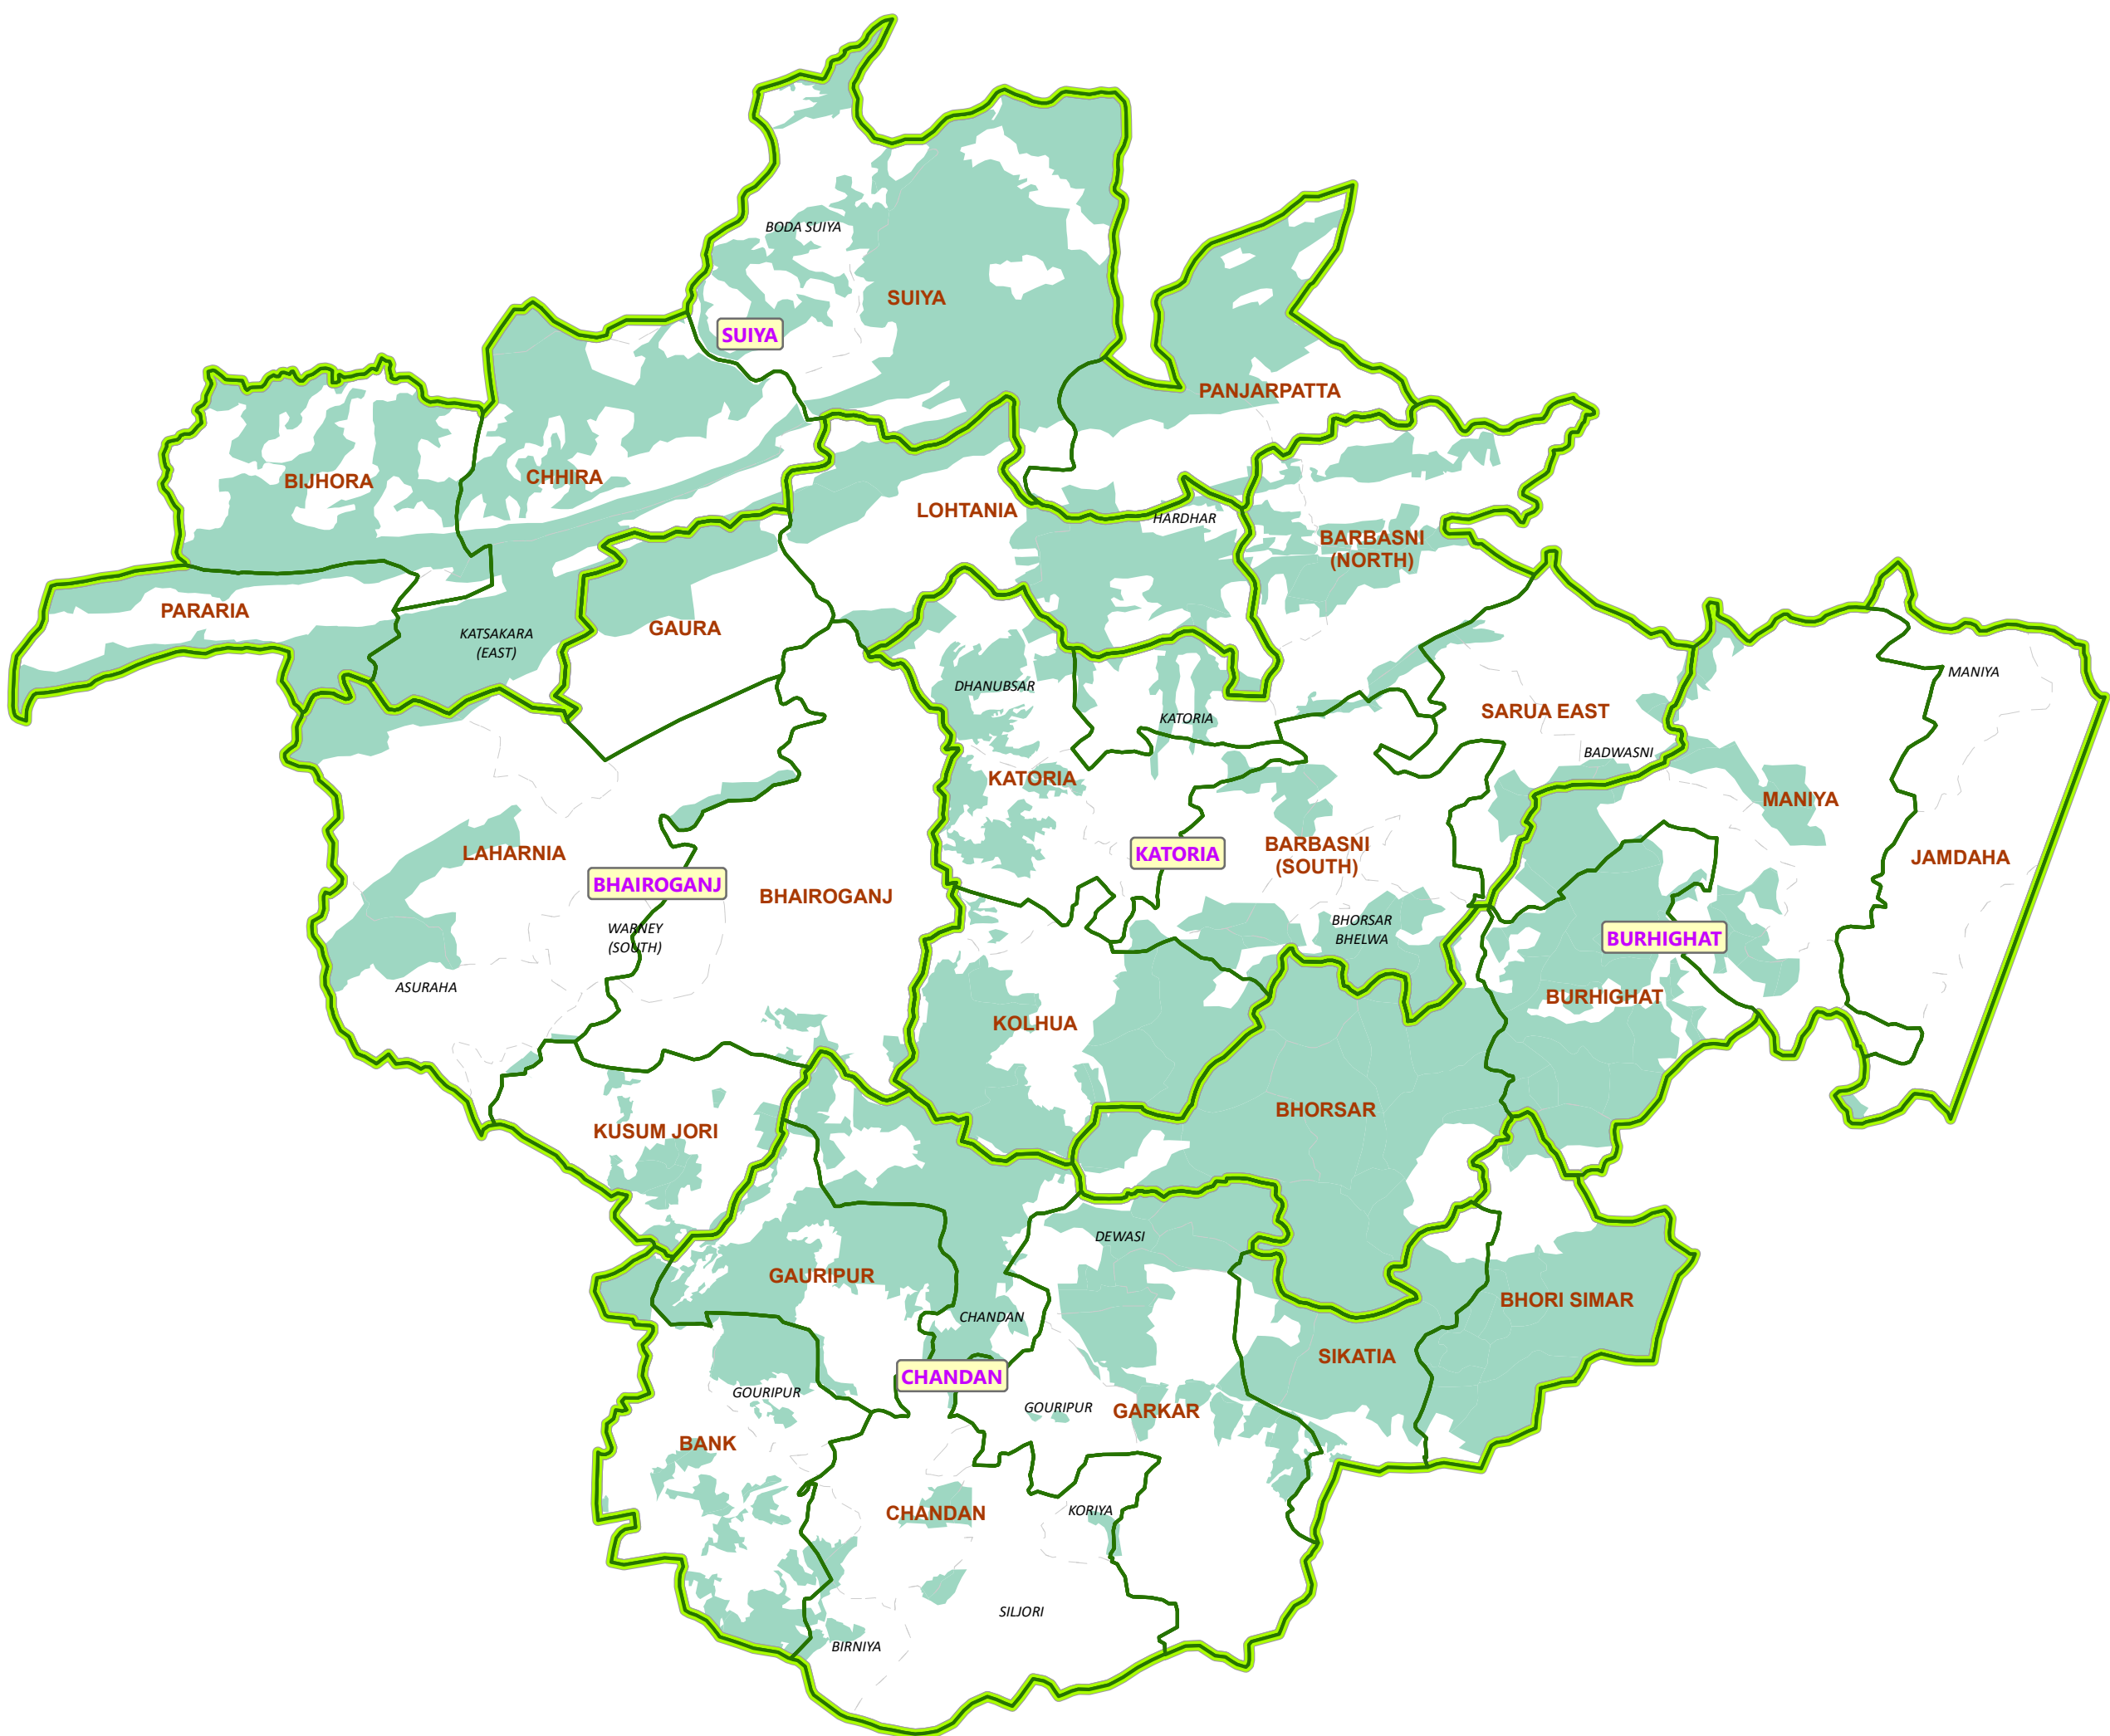 BODA SUIYA
SUIYA
SUIYA
PANJARPATTA
BIJHORA
CHHIRA
LOHTANIA
HARDHAR
BARBASNI
(NORTH)
PARARIA
KATSAKARA
(EAST)
GAURA
DHANUBSAR
KATORIA
SARUA EAST
MANIYA
BADWASNI
KATORIA
MANIYA
LAHARNIA
KATORIA
BARBASNI
(SOUTH)
JAMDAHA
BHAIROGANJ
BHAIROGANJ
WARNEY
(SOUTH)
BHORSAR
BHELWA
BURHIGHAT
ASURAHA
BURHIGHAT
KOLHUA
BHORSAR
KUSUM JORI
DEWASI
GAURIPUR
CHANDAN
BHORI SIMAR
SIKATIA
CHANDAN
GOURIPUR
GOURIPUR
GARKAR
BANK
CHANDAN
KORIYA
SILJORI
BIRNIYA